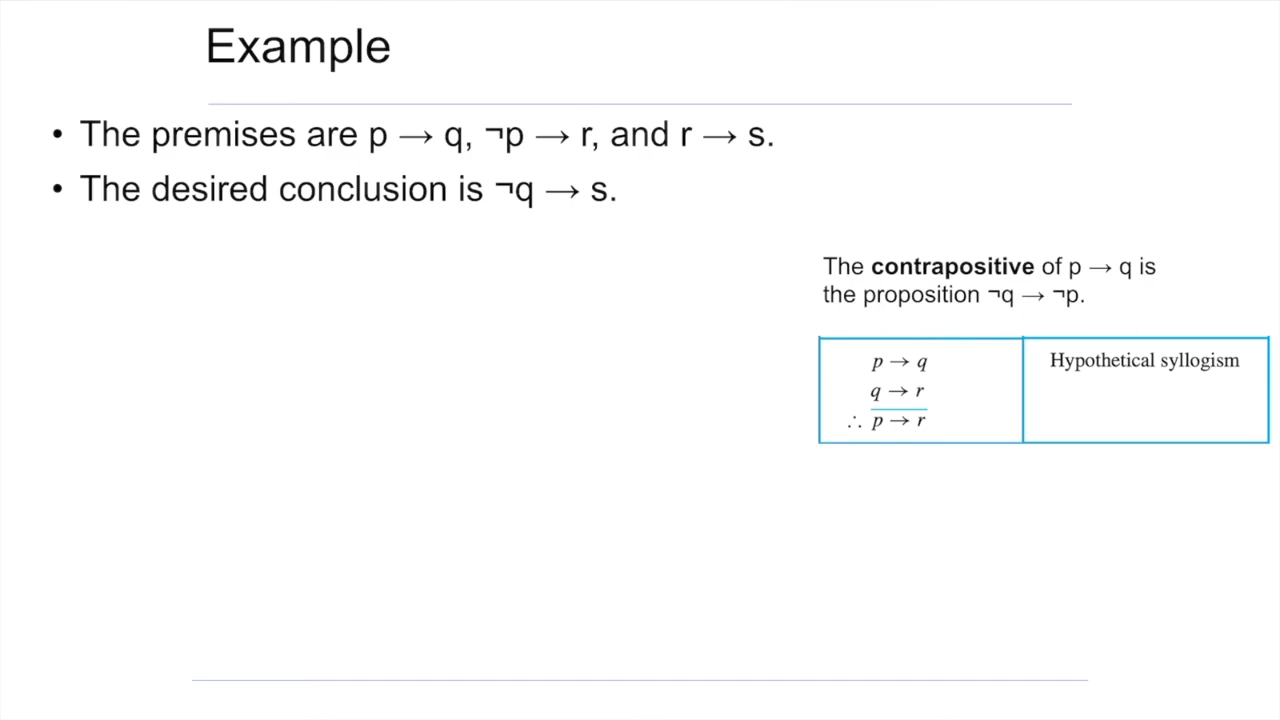 Example
• The premises are p → q, ¬p → r, and r → s.
• The desired conclusion is ¬q → s.
The contrapositive of p → q is
the proposition ¬q → ¬p.
p → q
q → r
∴ p → r
Hypothetical syllogism